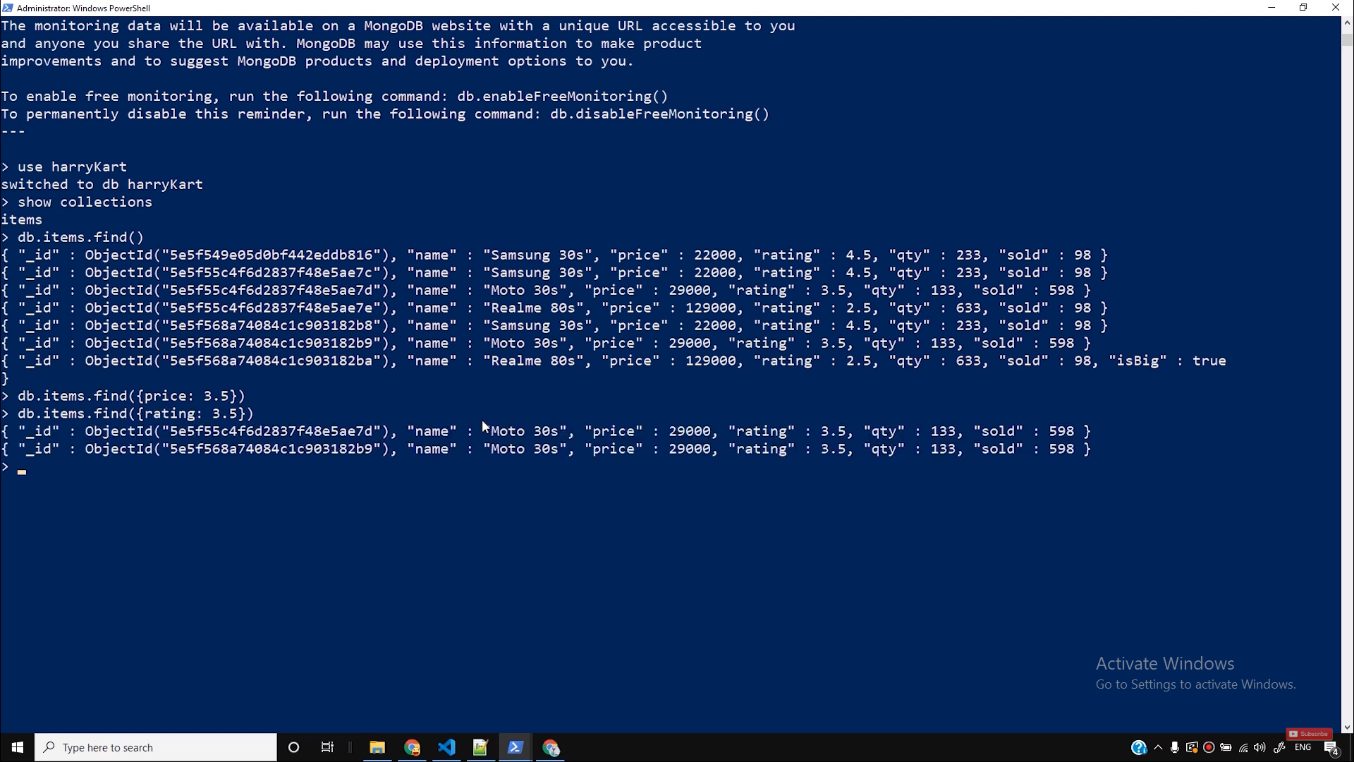 Administrator: Windows PowerShell
The monitoring data will be available on a MongoDB website with a unique URL accessible to you
and anyone you share the URL with. MongoDB may use this information to make product
improvements and to suggest MongoDB products and deployment options to you.
To enable free monitoring, run the following command: db.enableFreeMonitoring()
To permanently disable this reminder, run the following command: db.disableFreeMonitoring()
---
> use harryKart
switched to db harryKart
> show collections
items
> db.items.find()
{ "_id" : ObjectId("5e5f549e05d0bf442eddb816"), "name" : "Samsung 30s", "price" : 22000, "rating" : 4.5, "qty" : 233, "sold" : 98 }
{ "_id" : ObjectId("5e5f55c4f6d2837f48e5ae7c"), "name" : "Samsung 30s", "price" : 22000, "rating" : 4.5, "qty" : 233, "sold" : 98 }
{ "_id" : ObjectId("5e5f55c4f6d2837f48e5ae7d"), "name" : "Moto 30s", "price" : 29000, "rating" : 3.5, "qty" : 133, "sold" : 598 }
{ "_id" : ObjectId("5e5f55c4f6d2837f48e5ae7e"), "name" : "Realme 80s", "price" : 129000, "rating" : 2.5, "qty" : 633, "sold" : 98 }
{ "_id" : ObjectId("5e5f568a74084c1c903182b8"), "name" : "Samsung 30s", "price" : 22000, "rating" : 4.5, "qty" : 233, "sold" : 98 }
{ "_id" : ObjectId("5e5f568a74084c1c903182b9"), "name" : "Moto 30s", "price" : 29000, "rating" : 3.5, "qty" : 133, "sold" : 598 }
{ "_id" : ObjectId("5e5f568a74084c1c903182ba"), "name" : "Realme 80s", "price" : 129000, "rating" : 2.5, "qty" : 633, "sold" : 98, "isBig" : true
}
> db.items.find({price: 3.5})
> db.items.find({rating: 3.5})
{ "_id" : ObjectId("5e5f55c4f6d2837f48e5ae7d"), "name" : "Moto 30s", "price" : 29000, "rating" : 3.5, "qty" : 133, "sold" : 598 }
{ "_id" : ObjectId("5e5f568a74084c1c903182b9"), "name" : "Moto 30s", "price" : 29000, "rating" : 3.5, "qty" : 133, "sold" : 598 }
>
Activate Windows
Go to Settings to activate Windows.
Subscribe
Type here to search
ENG
4